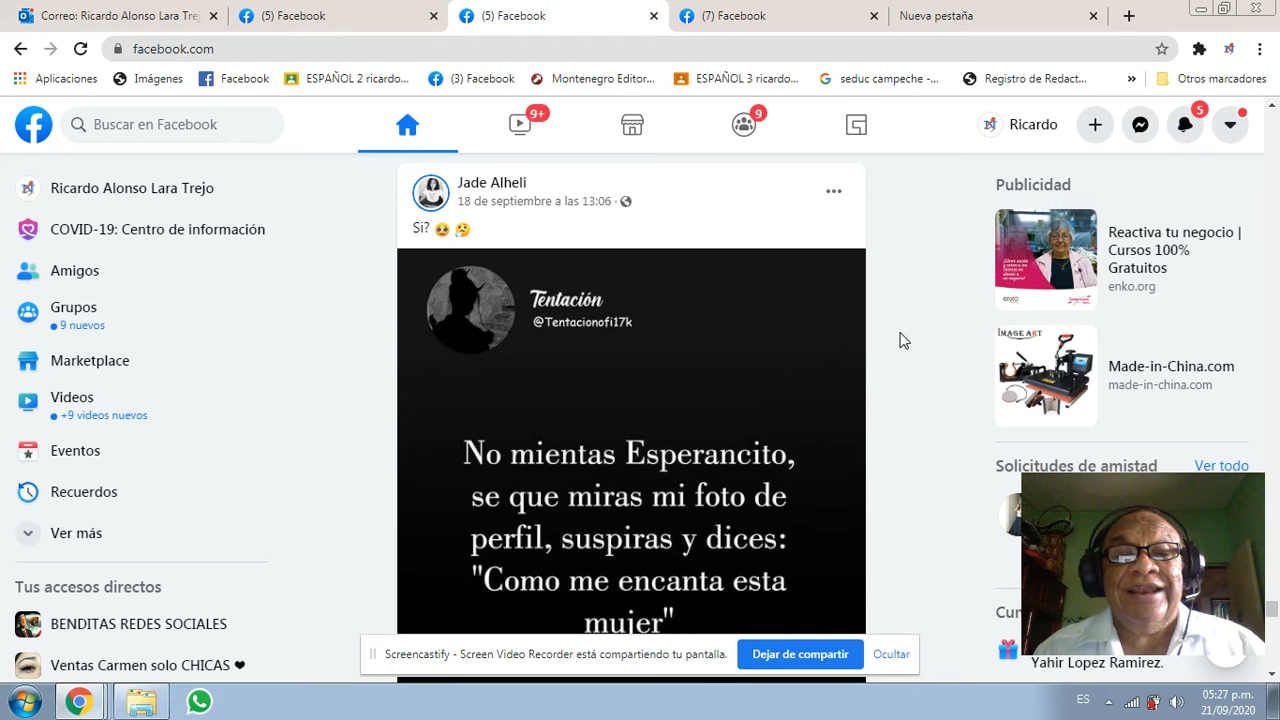 Correo: Ricardo Alonso Lara Trej
(5) Facebook
(5) Facebook
(7) Facebook
Nueva pestaña
facebook.com
Aplicaciones
Imágenes
Facebook
ESPAÑOL 2 ricardo...
(3) Facebook
Montenegro Editor...
ESPAÑOL 3 ricardo...
seduc campeche -...
Registro de Redact...
»
Otros marcadores
Buscar en Facebook
9+
9
Ricardo
5
Ricardo Alonso Lara Trejo
COVID-19: Centro de información
Amigos
Grupos
9 nuevos
Marketplace
Videos
+9 videos nuevos
Eventos
Recuerdos
Ver más
Tus accesos directos
BENDITAS REDES SOCIALES
Ventas Carmen solo CHICAS ❤
Jade Alheli
18 de septiembre a las 13:06 ·
Si? 🥺 🤧
Tentación
@Tentacionofi17k
No mientas Esperancito,
se que miras mi foto de
perfil, suspiras y dices:
"Como me encanta esta
mujer"
Publicidad
Reactiva tu negocio |
Cursos 100%
Gratuitos
enko.org
ENKO
IMAGE ART
Made-in-China.com
made-in-china.com
Solicitudes de amistad
Ver todo
Cum
Yahir Lopez Ramirez.
Screencastify - Screen Video Recorder está compartiendo tu pantalla.
Dejar de compartir
Ocultar
ES
05:27 p.m.
21/09/2020